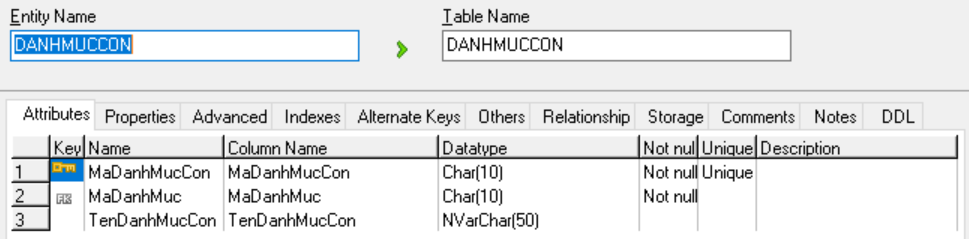 Entity Name Table Name
DANHMUCCON DANHMUCCON
Attributes Properties Advanced Indexes Alternate Keys Others Relationship Storage Comments Notes DDL
Key Name Column Name Datatype Not null Unique Description
1 MaDanhMucCon MaDanhMucCon Char(10) Not null Unique
2 FK MaDanhMuc MaDanhMuc Char(10) Not null
3 TenDanhMucCon TenDanhMucCon NVarChar(50)